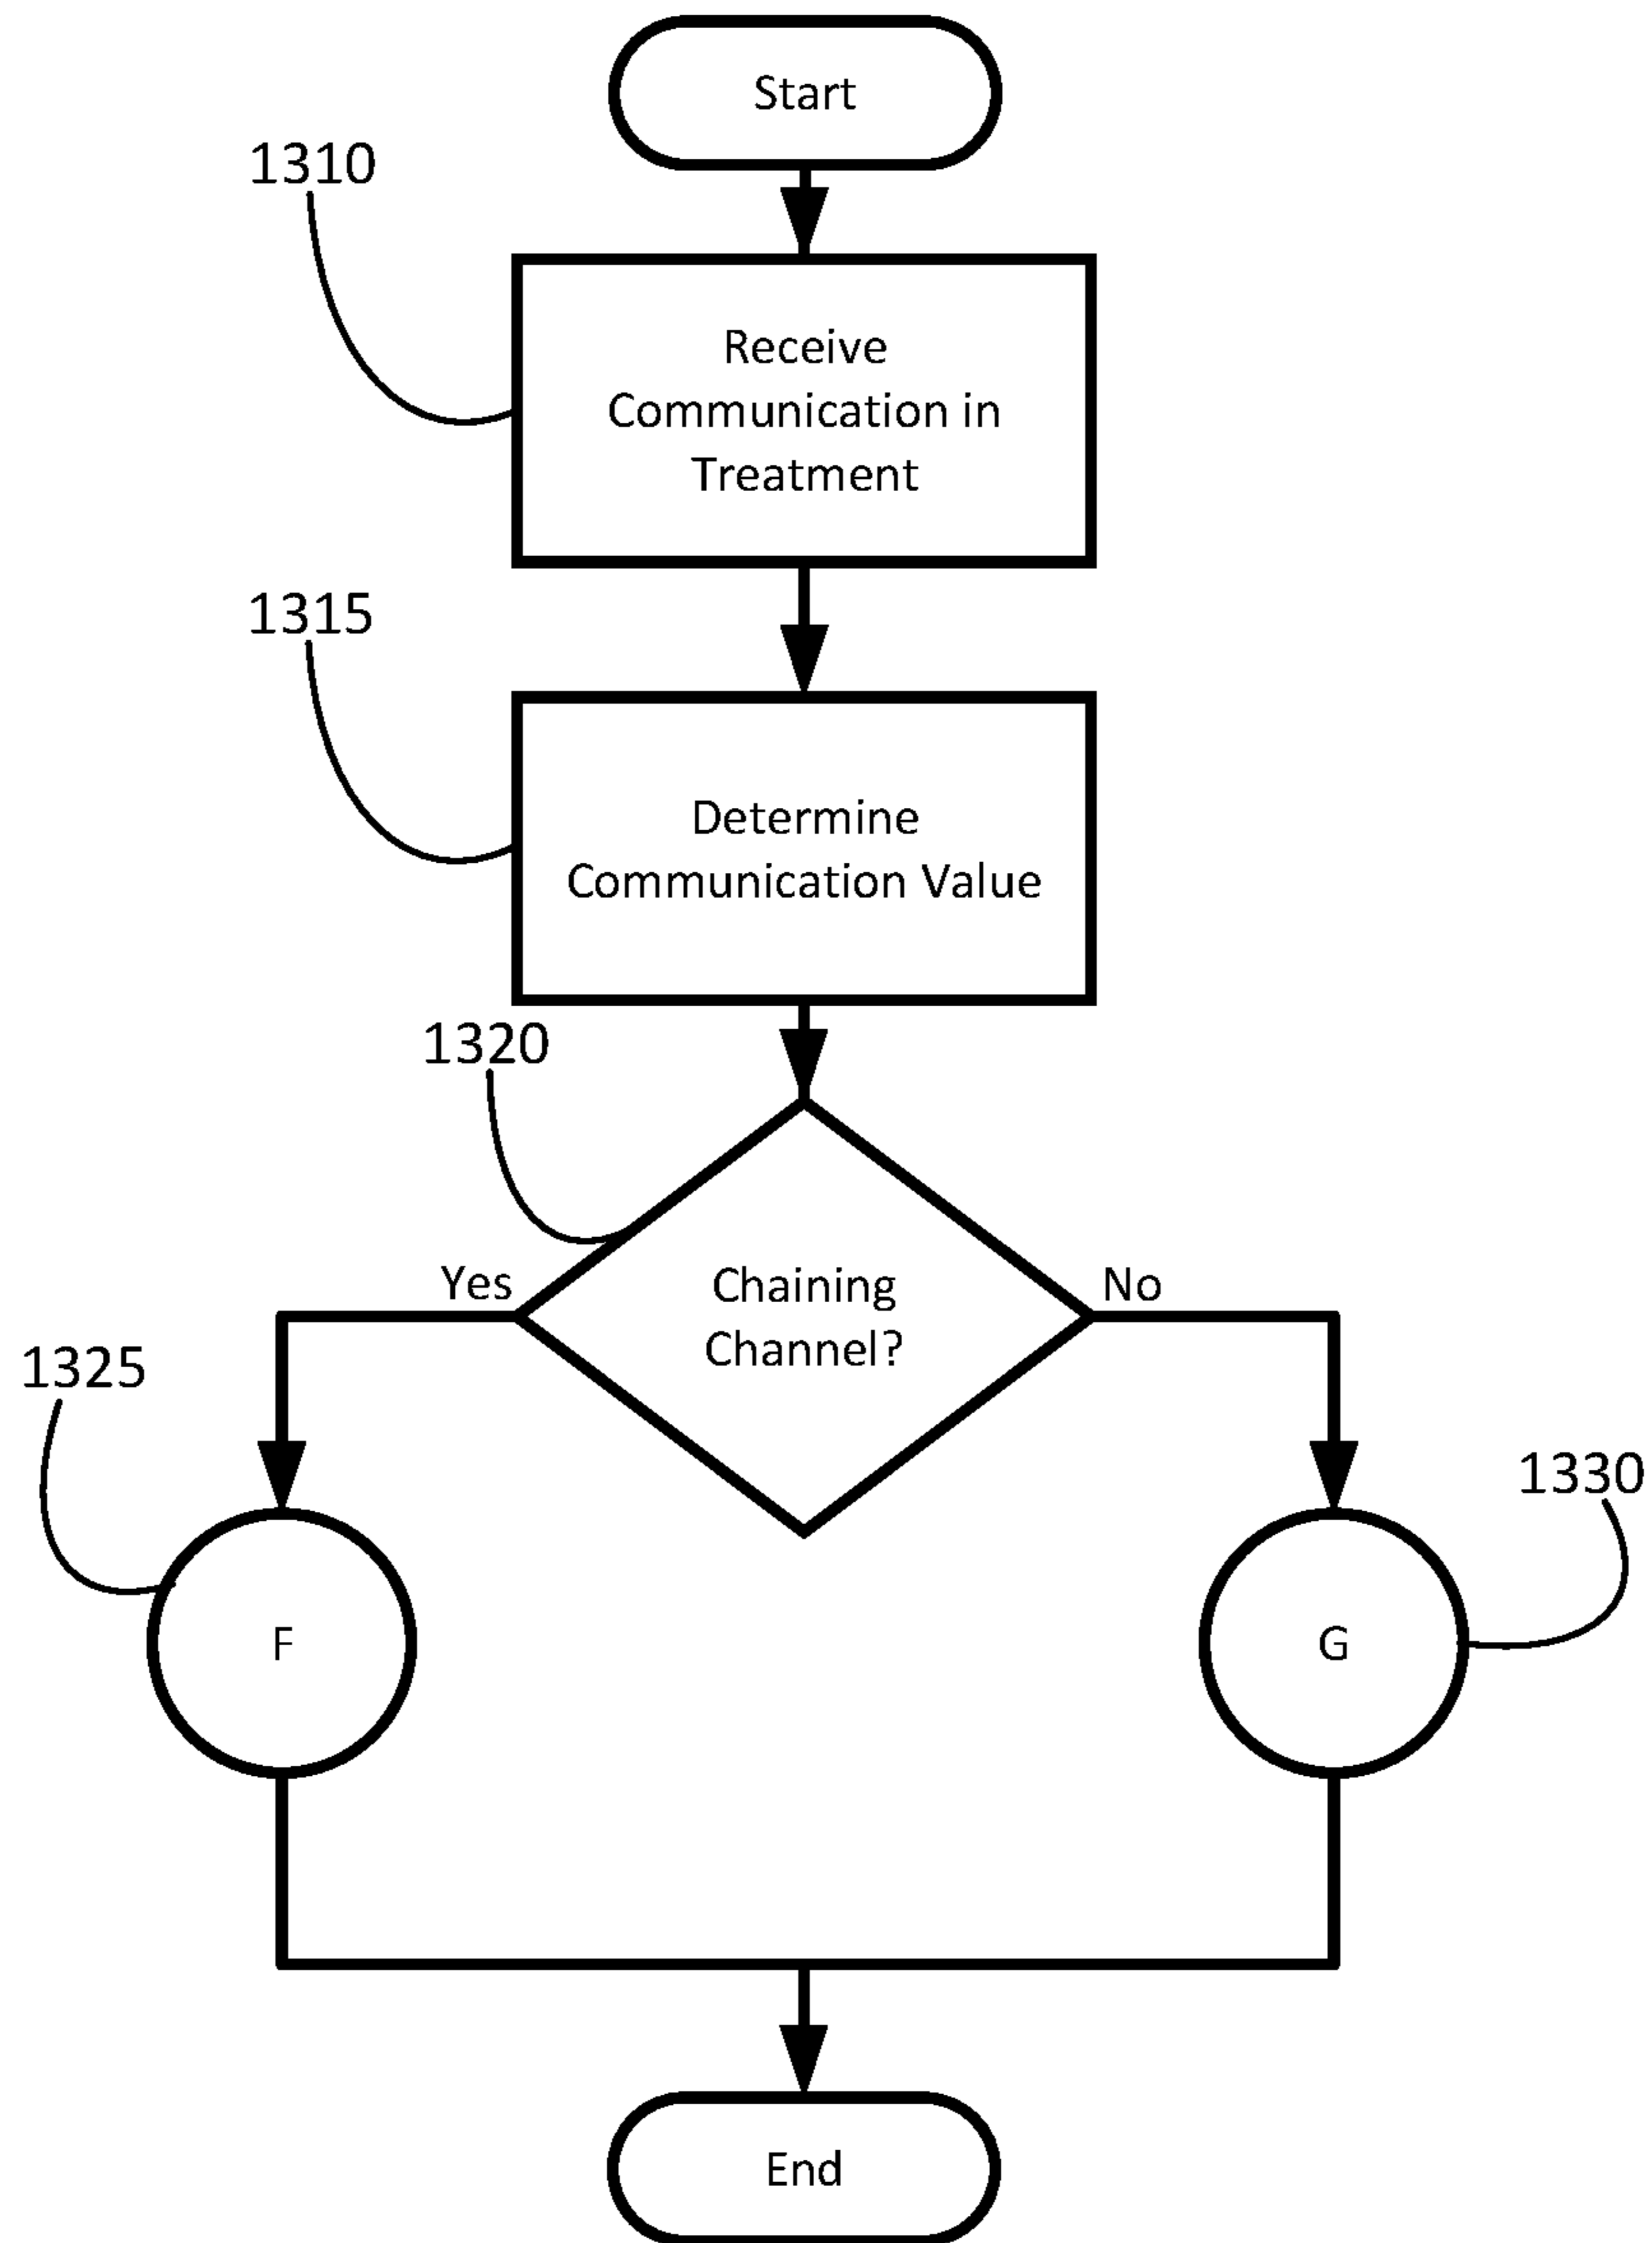 Start
1310
Receive
Communication in
Treatment
1315
Determine
Communication Value
1320
Yes
Chaining
Channel?
No
1325
1330
F
G
End